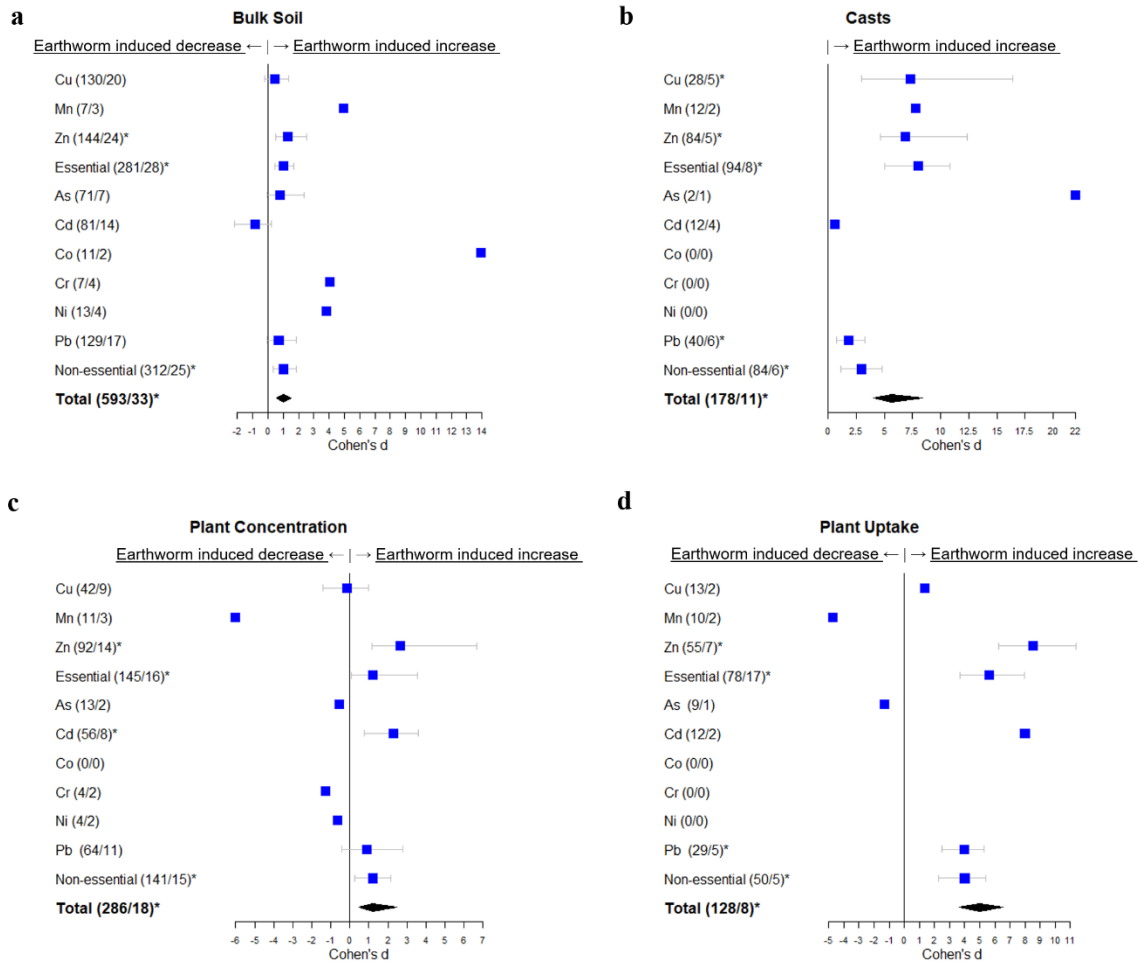 a
Bulk Soil
Earthworm induced decrease ← | → Earthworm induced increase
Cu (130/20)
Mn (7/3)
Zn (144/24)*
Essential (281/28)*
As (71/7)
Cd (81/14)
Co (11/2)
Cr (7/4)
Ni (13/4)
Pb (129/17)
Non-essential (312/25)*
Total (593/33)*
-2 -1 0 1 2 3 4 5 6 7 8 9 10 11 12 13 14
Cohen's d
b
Casts
| → Earthworm induced increase
Cu (28/5)*
Mn (12/2)
Zn (84/5)*
Essential (94/8)*
As (2/1)
Cd (12/4)
Co (0/0)
Cr (0/0)
Ni (0/0)
Pb (40/6)*
Non-essential (84/6)*
Total (178/11)*
0 2.5 5 7.5 10 12.5 15 17.5 20 22
Cohen's d
c
Plant Concentration
Earthworm induced decrease ← | → Earthworm induced increase
Cu (42/9)
Mn (11/3)
Zn (92/14)*
Essential (145/16)*
As (13/2)
Cd (56/8)*
Co (0/0)
Cr (4/2)
Ni (4/2)
Pb (64/11)
Non-essential (141/15)*
Total (286/18)*
-6 -5 -4 -3 -2 -1 0 1 2 3 4 5 6 7
Cohen's d
d
Plant Uptake
Earthworm induced decrease ← | → Earthworm induced increase
Cu (13/2)
Mn (10/2)
Zn (55/7)*
Essential (78/17)*
As (9/1)
Cd (12/2)
Co (0/0)
Cr (0/0)
Ni (0/0)
Pb (29/5)*
Non-essential (50/5)*
Total (128/8)*
-5 -4 -3 -2 -1 0 1 2 3 4 5 6 7 8 9 10 11
Cohen's d